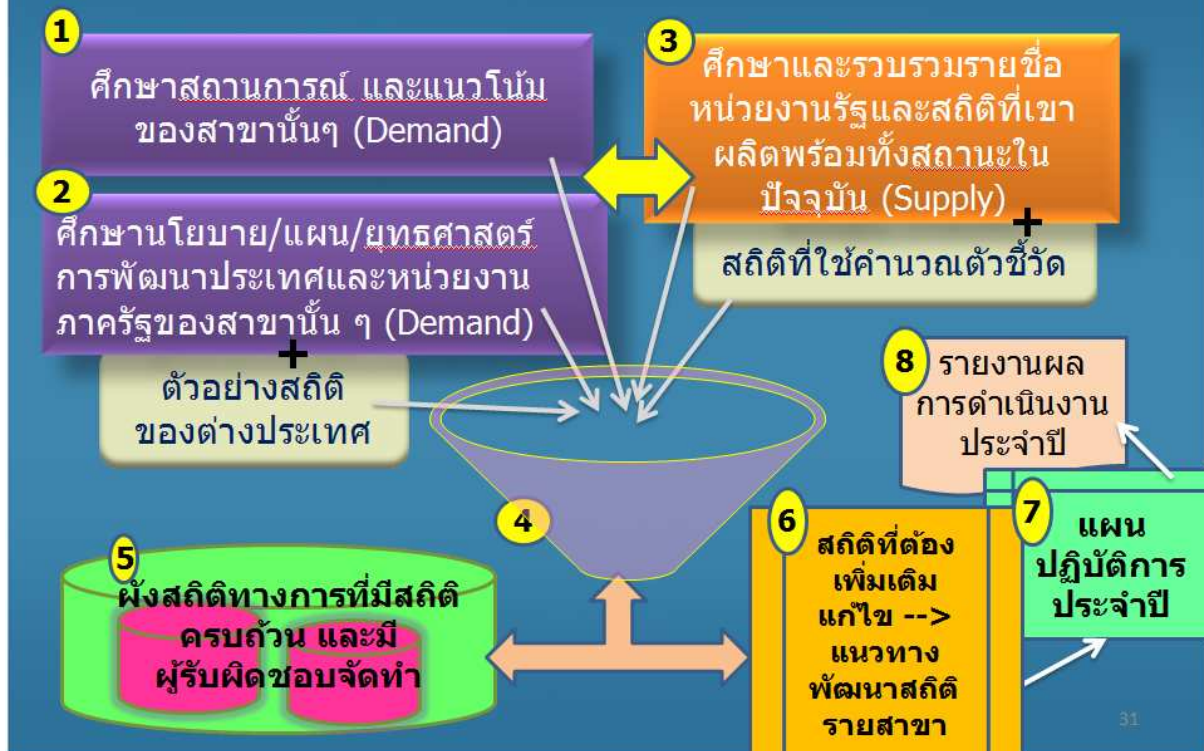 1
ศึกษาสถานการณ์ และแนวโน้ม
ของสาขานั้นๆ (Demand)
2
ศึกษานโยบาย/แผน/ยุทธศาสตร์
การพัฒนาประเทศและหน่วยงาน
ภาครัฐของสาขานั้น ๆ (Demand)
+
ตัวอย่างสถิติ
ของต่างประเทศ
3
ศึกษาและรวบรวมรายชื่อ
หน่วยงานรัฐและสถิติที่เขา
ผลิตพร้อมทั้งสถานะใน
ปัจจุบัน (Supply)
+
สถิติที่ใช้คำนวณตัวชี้วัด
4
5
ผังสถิติทางการที่มีสถิติ
ครบถ้วน และมี
ผู้รับผิดชอบจัดทำ
6
สถิติที่ต้อง
เพิ่มเติม
แก้ไข -->
แนวทาง
พัฒนาสถิติ
รายสาขา
7
แผน
ปฏิบัติการ
ประจำปี
8
รายงานผล
การดำเนินงาน
ประจำปี
31